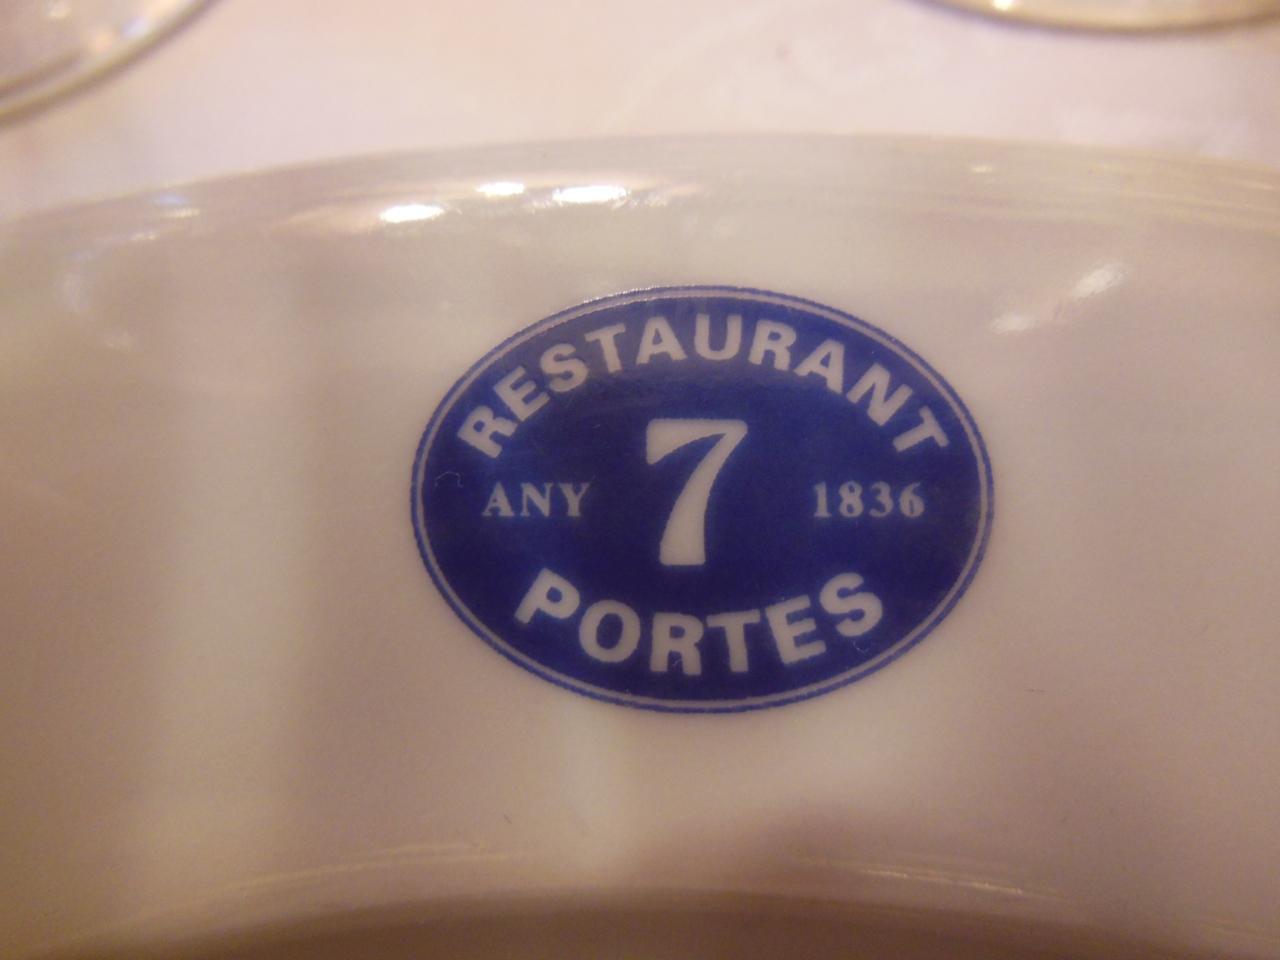 RESTAURANT
7
ANY 1836
PORTES